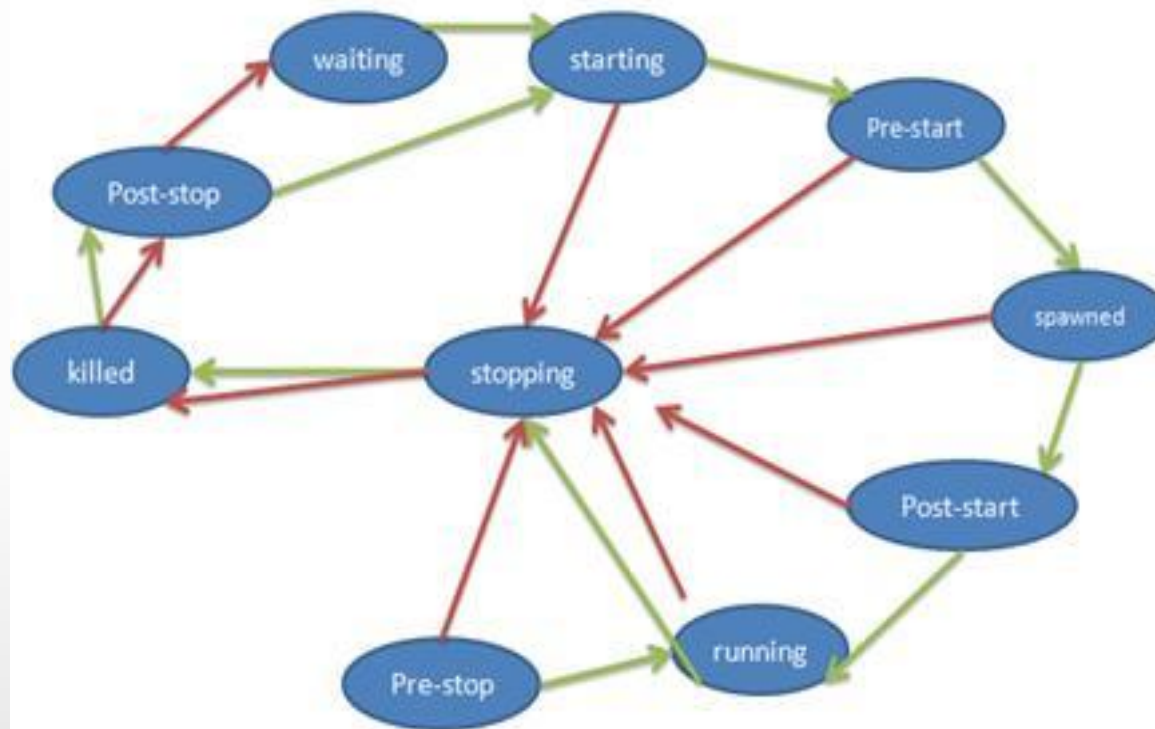 waiting
starting
Pre-start
Post-stop
spawned
killed
stopping
Post-start
running
Pre-stop